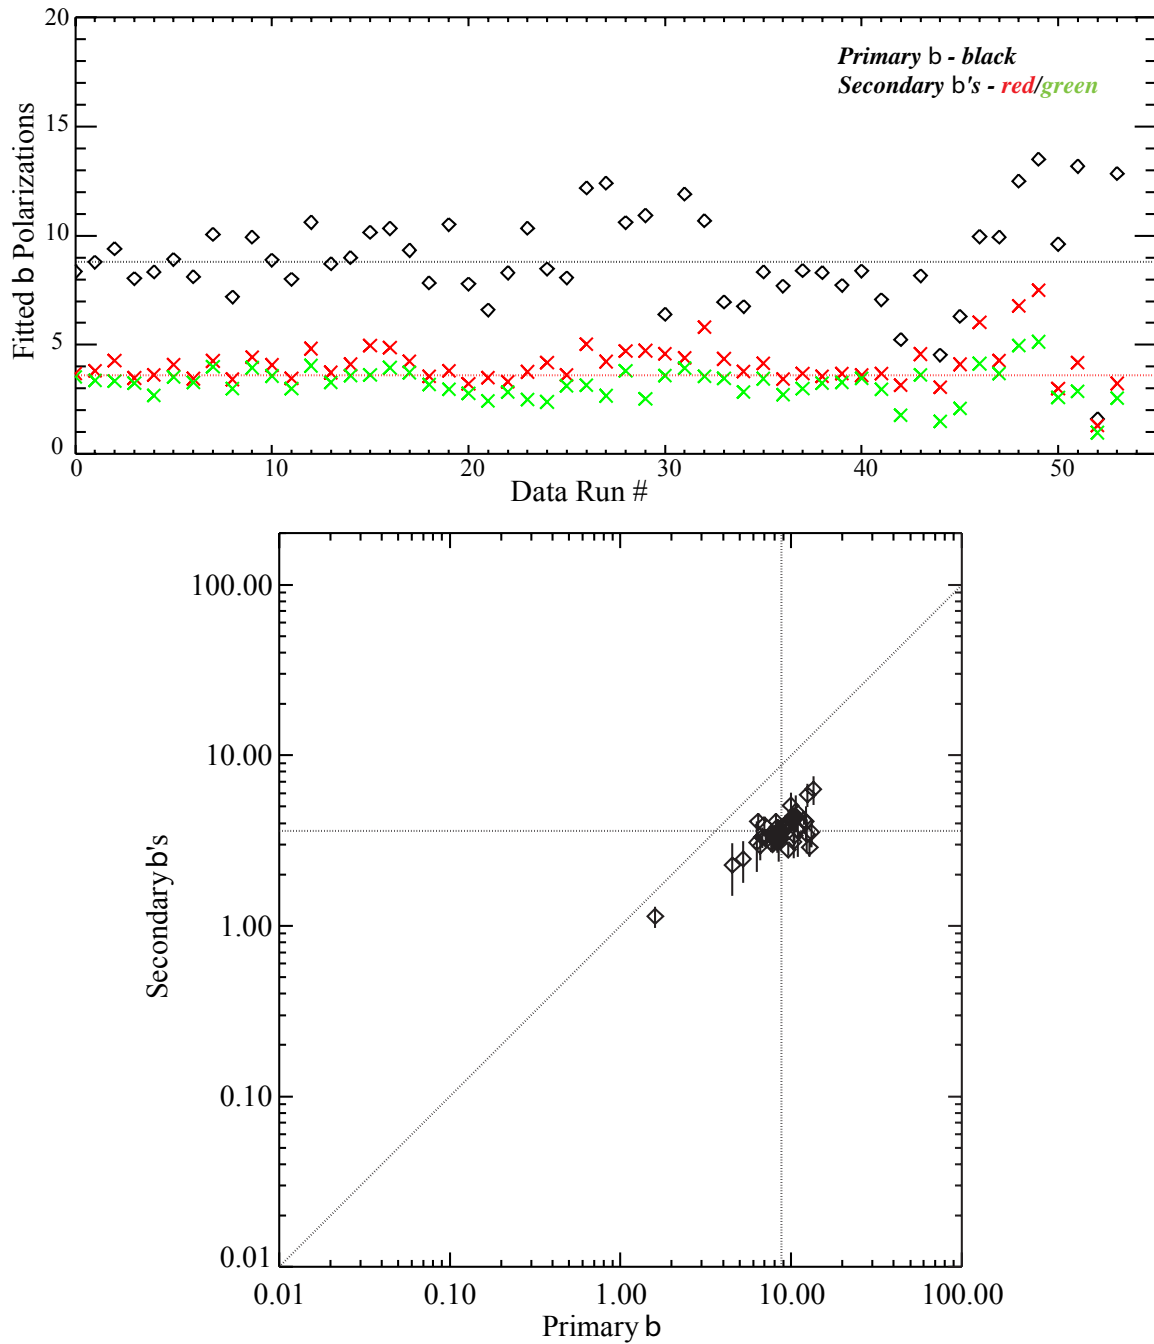 20
15
10
5
0
Fitted b Polarizations
Primary b - black
Secondary b's - red/green
0 10 20 30 40 50
Data Run #
100.00
10.00
1.00
0.10
0.01
Secondary b's
0.01 0.10 1.00 10.00 100.00
Primary b